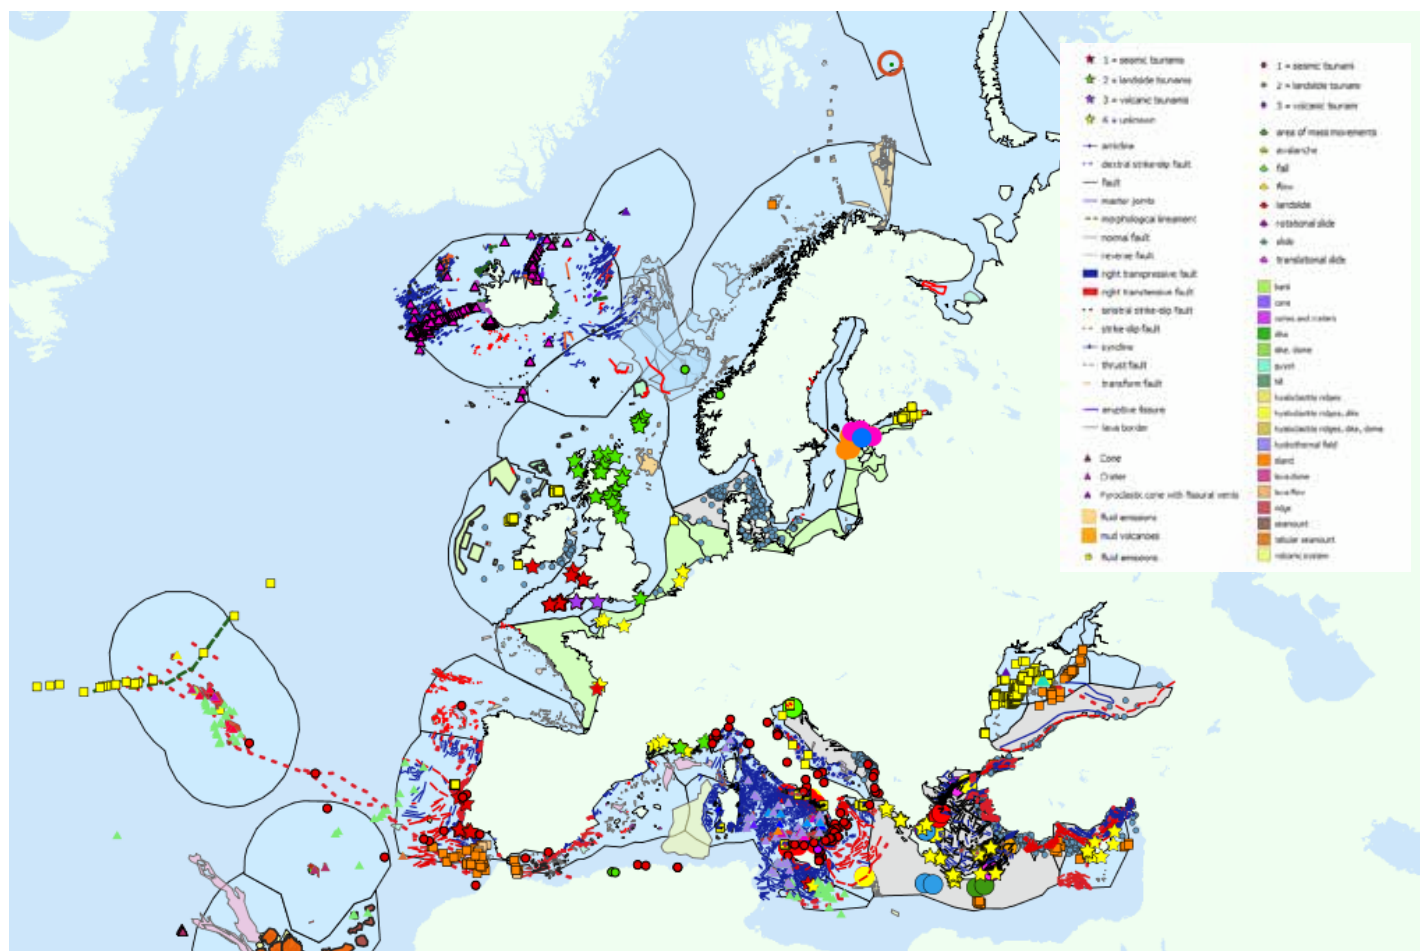 1 = seismic tsunamis
2 = landslide tsunamis
3 = volcanic tsunamis
6 = unknown
anticline
dextral strike-slip fault
fault
master joints
morphological lineament
normal fault
reverse fault
right transpressive fault
right transtensive fault
sinistral strike-slip fault
strike-slip fault
syncline
thrust fault
transform fault
eruptive fissure
lava border
Cone
Crater
Pyroclastic cone with fissural vents
fluid emissions
mud volcanoes
fluid emissions
1 = seismic tsunami
2 = landslide tsunami
3 = volcanic tsunami
area of mass movements
avalanche
fall
flow
landslide
rotational slide
slide
translational slide
bank
cone
cones and craters
dike
dike, dome
guyot
hill
hyaloclastite ridges
hyaloclastite ridges, dike
hyaloclastite ridges, dike, dome
hydrothermal field
island
lava dome
lava flow
ridge
seamount
tabular seamount
volcanic system